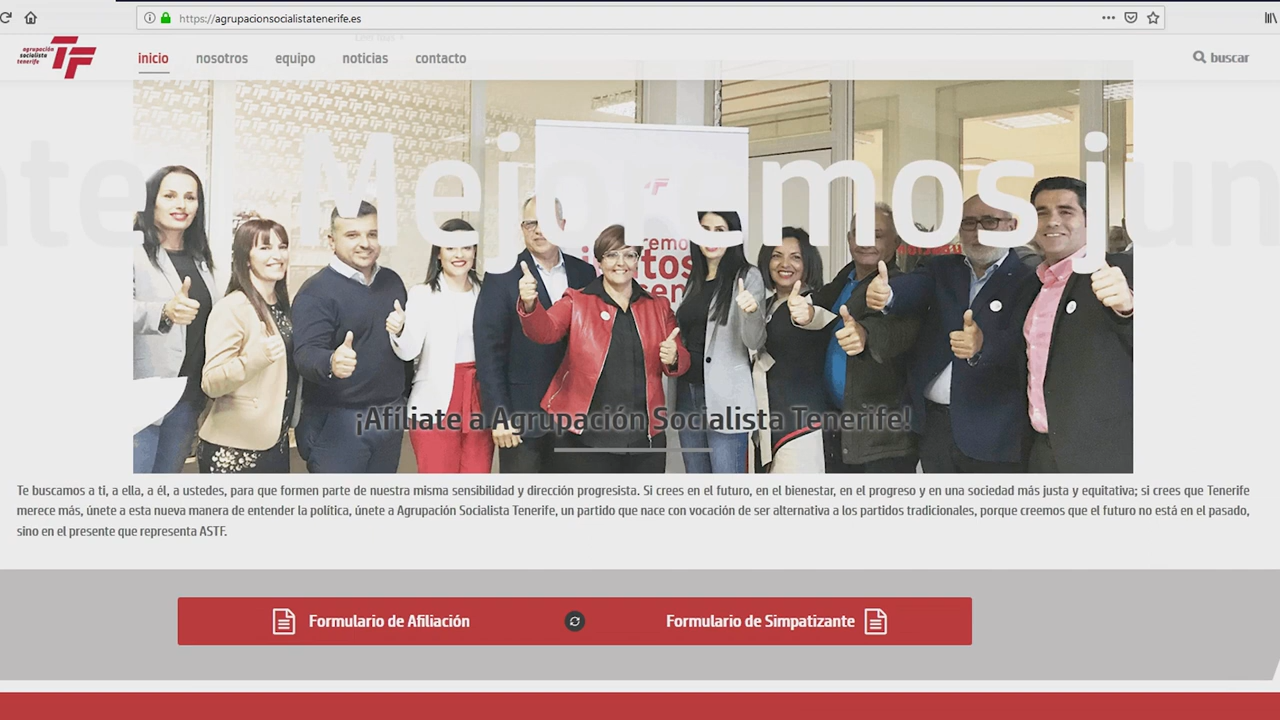 https://agrupacionsocialistatenerife.es
agrupación
socialista
tenerife
TF
inicio
nosotros
equipo
noticias
contacto
buscar
Mejoremos jun
TF
remo
tos
sen
¡Afíliate a Agrupación Socialista Tenerife!
Te buscamos a ti, a ella, a él, a ustedes, para que formen parte de nuestra misma sensibilidad y dirección progresista. Si crees en el futuro, en el bienestar, en el progreso y en una sociedad más justa y equitativa; si crees que Tenerife
merece más, únete a esta nueva manera de entender la política, únete a Agrupación Socialista Tenerife, un partido que nace con vocación de ser alternativa a los partidos tradicionales, porque creemos que el futuro no está en el pasado,
sino en el presente que representa ASTF.
Formulario de Afiliación
Formulario de Simpatizante